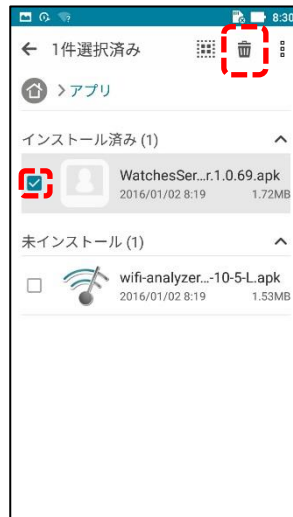 8:30
1件選択済み
>アプリ
インストール済み (1)
WatchesSer...r.1.0.69.apk
2016/01/02 8:19 1.72MB
未インストール (1)
wifi-analyzer...-10-5-L.apk
2016/01/02 8:19 1.53MB